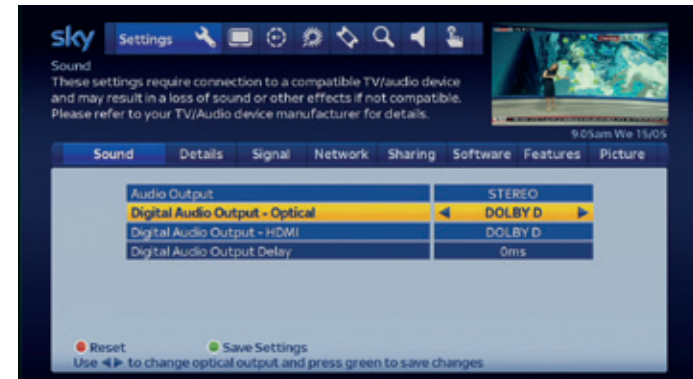 sky Settings
Sound
These settings require connection to a compatible TV/audio device
and may result in a loss of sound or other effects if not compatible.
Please refer to your TV/Audio device manufacturer for details.
9.05am We 15/05
Sound Details Signal Network Sharing Software Features Picture
Audio Output STEREO
Digital Audio Output - Optical DOLBY D
Digital Audio Output - HDMI DOLBY D
Digital Audio Output Delay 0ms
Reset Save Settings
Use ◀▶ to change optical output and press green to save changes